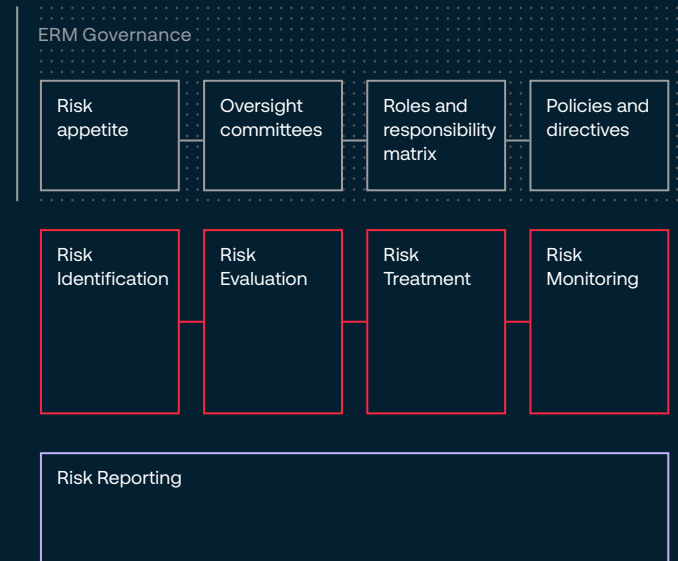 ERM Governance
Risk
appetite
Oversight
committees
Roles and
responsibility
matrix
Policies and
directives
Risk
Identification
Risk
Evaluation
Risk
Treatment
Risk
Monitoring
Risk Reporting